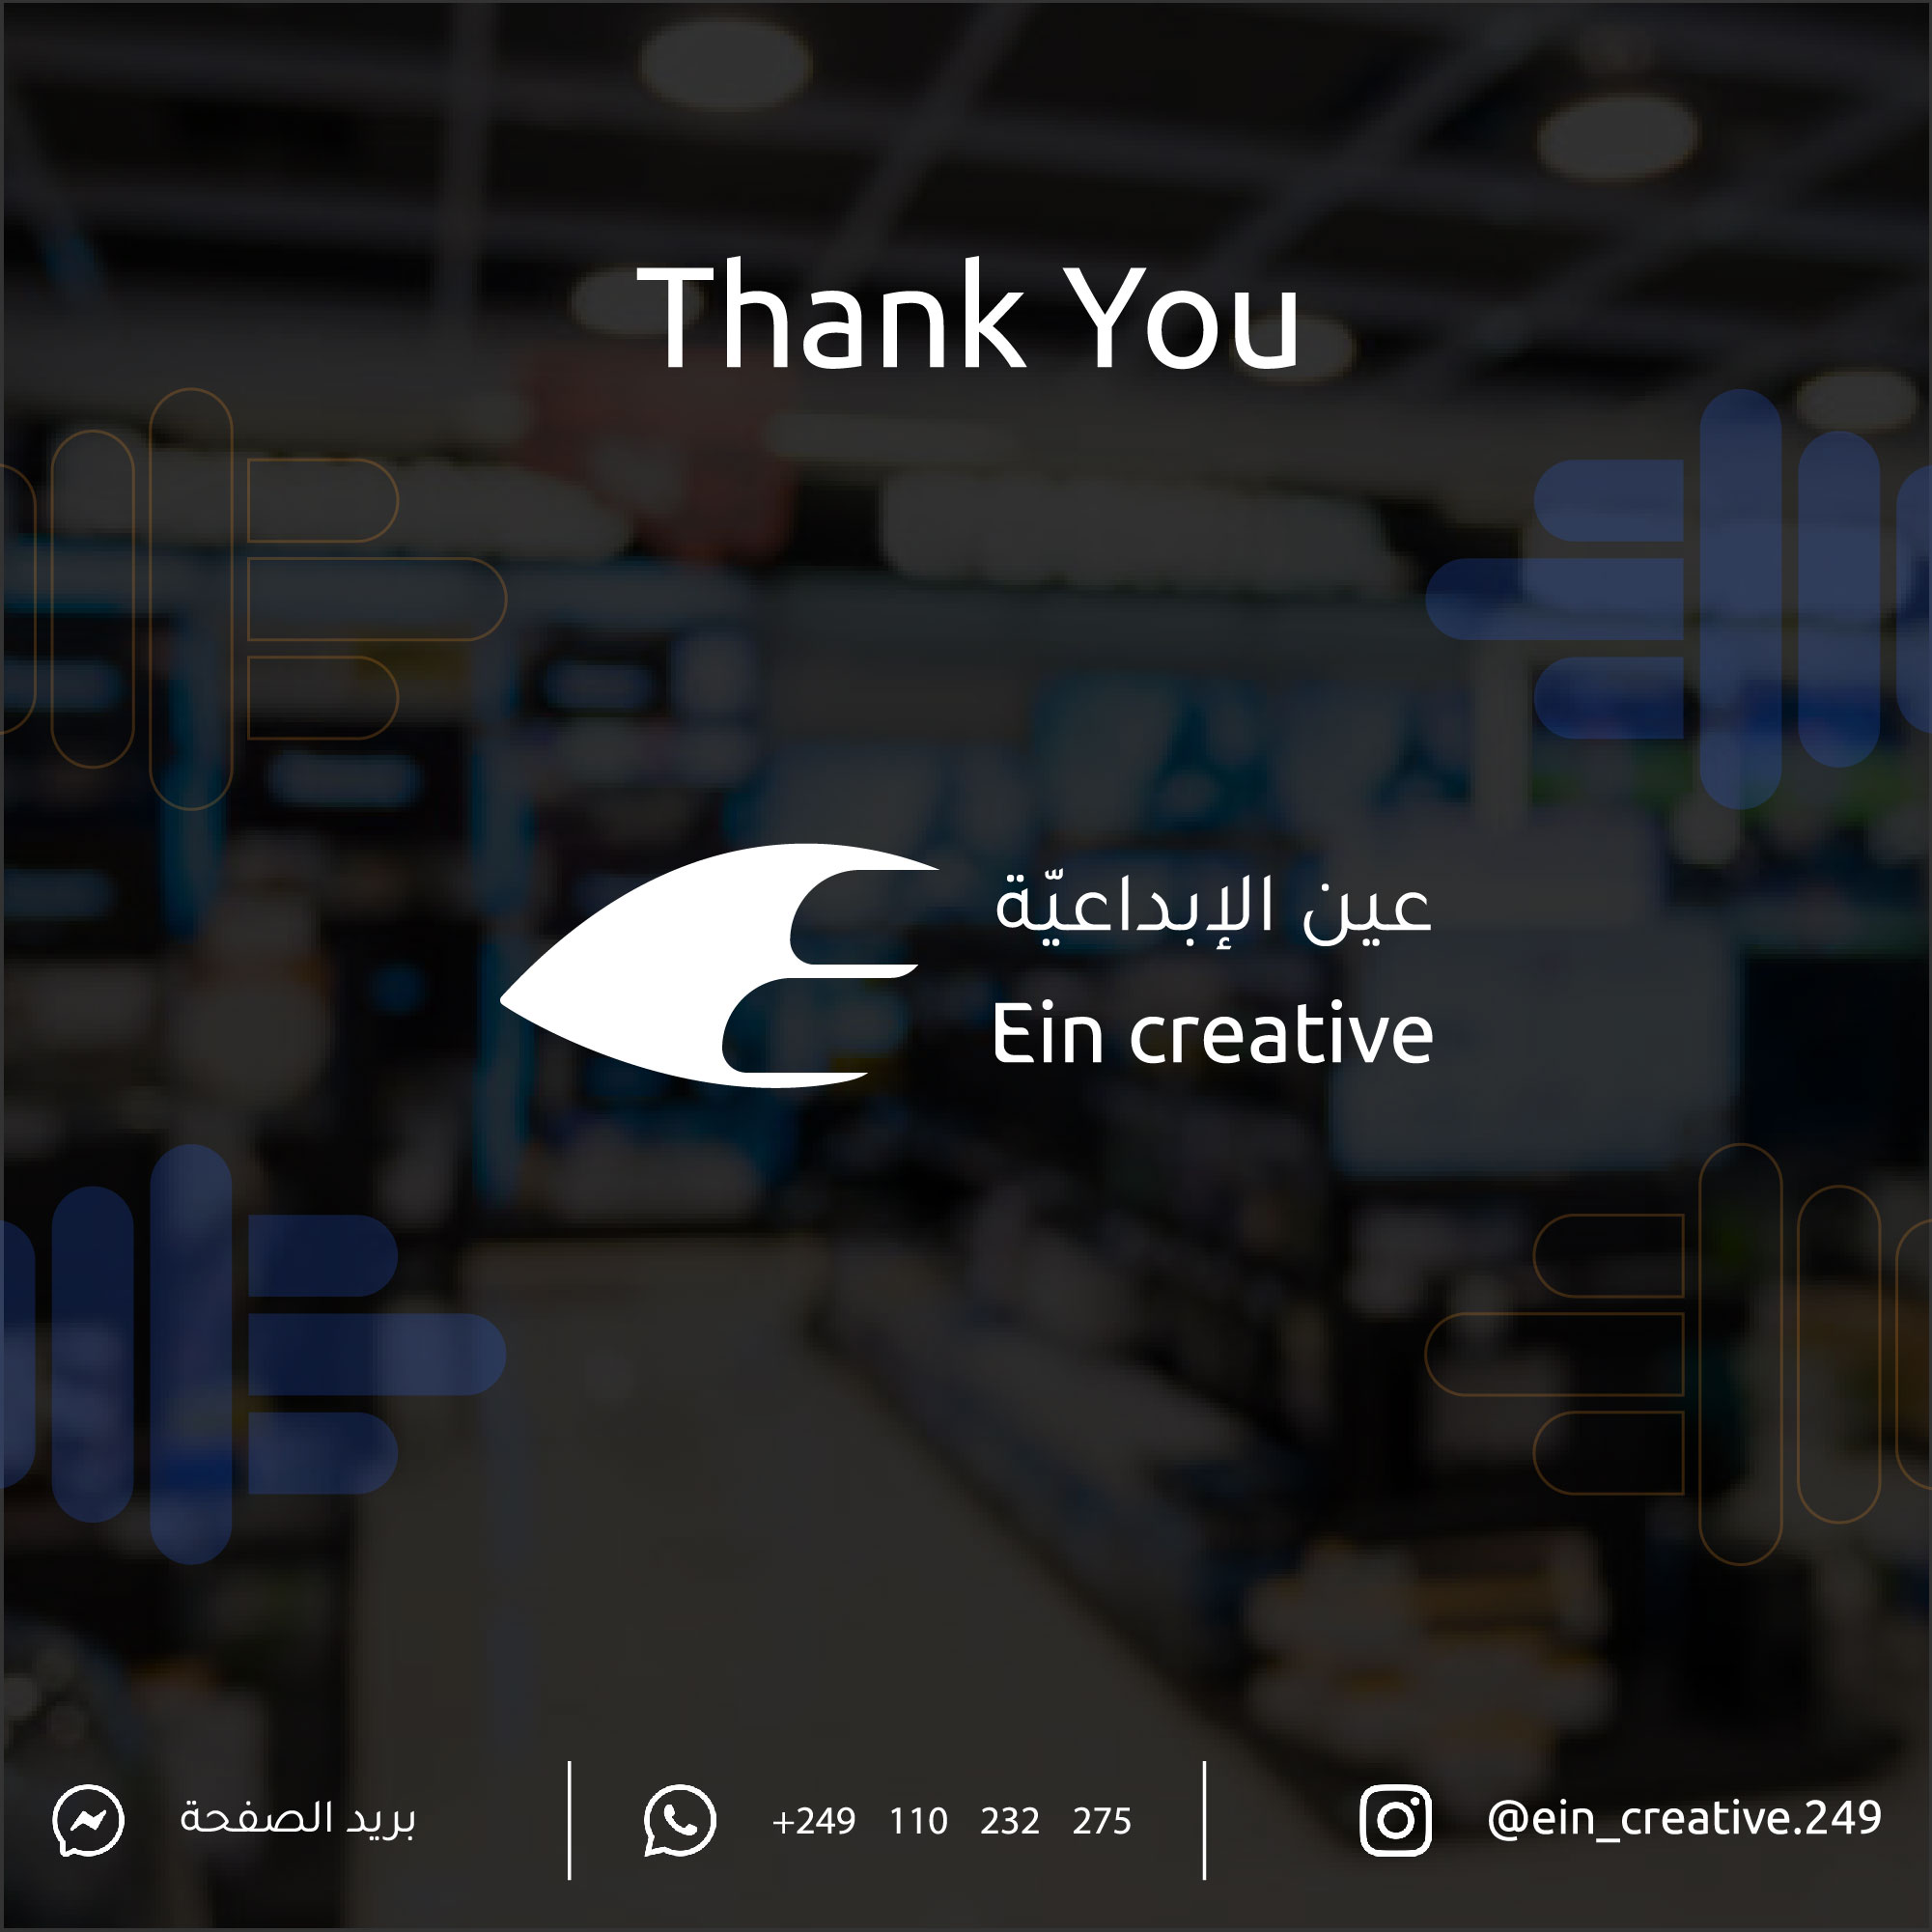 Thank You
عين الإبداعيّة
Ein creative
بريد الصفحة
+249 110 232 275
@ein_creative.249